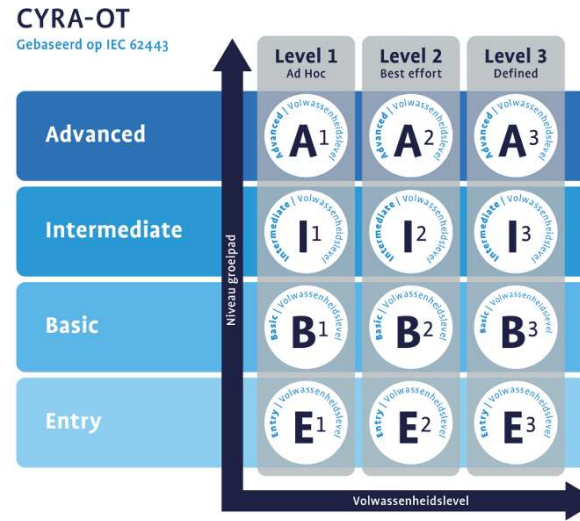 CYRA-OT
Gebaseerd op IEC 62443
Level 1
Ad Hoc
Level 2
Best effort
Level 3
Defined
Advanced
Advanced | Volwassenheidslevel
A1
Advanced | Volwassenheidslevel
A2
Advanced | Volwassenheidslevel
A3
Intermediate
Intermediate | Volwassenheidslevel
I1
Intermediate | Volwassenheidslevel
I2
Intermediate | Volwassenheidslevel
I3
Niveau groeipad
Basic
Basic | Volwassenheidslevel
B1
Basic | Volwassenheidslevel
B2
Basic | Volwassenheidslevel
B3
Entry
Entry | Volwassenheidslevel
E1
Entry | Volwassenheidslevel
E2
Entry | Volwassenheidslevel
E3
Volwassenheidslevel